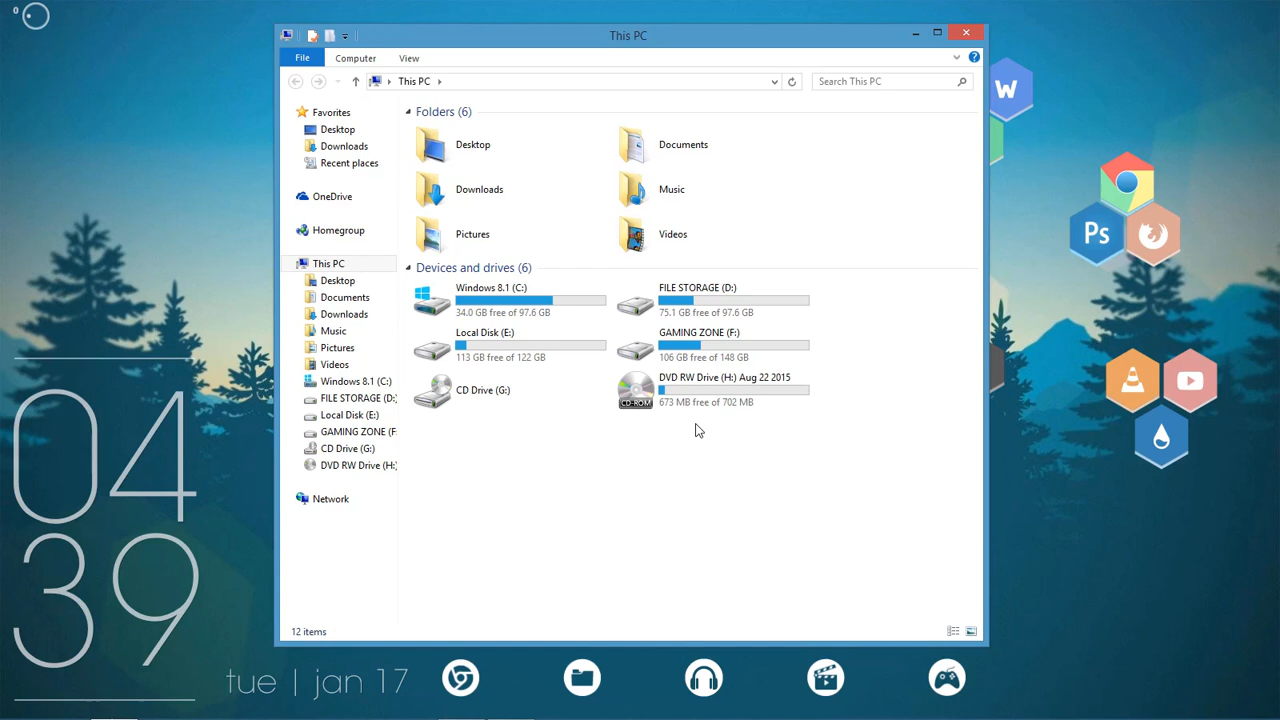 This PC
File
Computer
View
This PC
Search This PC
Favorites
Desktop
Downloads
Recent places
OneDrive
Homegroup
This PC
Desktop
Documents
Downloads
Music
Pictures
Videos
Windows 8.1 (C:)
FILE STORAGE (D:)
Local Disk (E:)
GAMING ZONE (F:
CD Drive (G:)
DVD RW Drive (H:)
Network
Folders (6)
Desktop
Documents
Downloads
Music
Pictures
Videos
Devices and drives (6)
Windows 8.1 (C:)
34.0 GB free of 97.6 GB
FILE STORAGE (D:)
75.1 GB free of 97.6 GB
Local Disk (E:)
113 GB free of 122 GB
GAMING ZONE (F:)
106 GB free of 148 GB
CD Drive (G:)
CD-ROM
DVD RW Drive (H:) Aug 22 2015
673 MB free of 702 MB
12 items
W
Ps
04
39
tue | jan 17
o